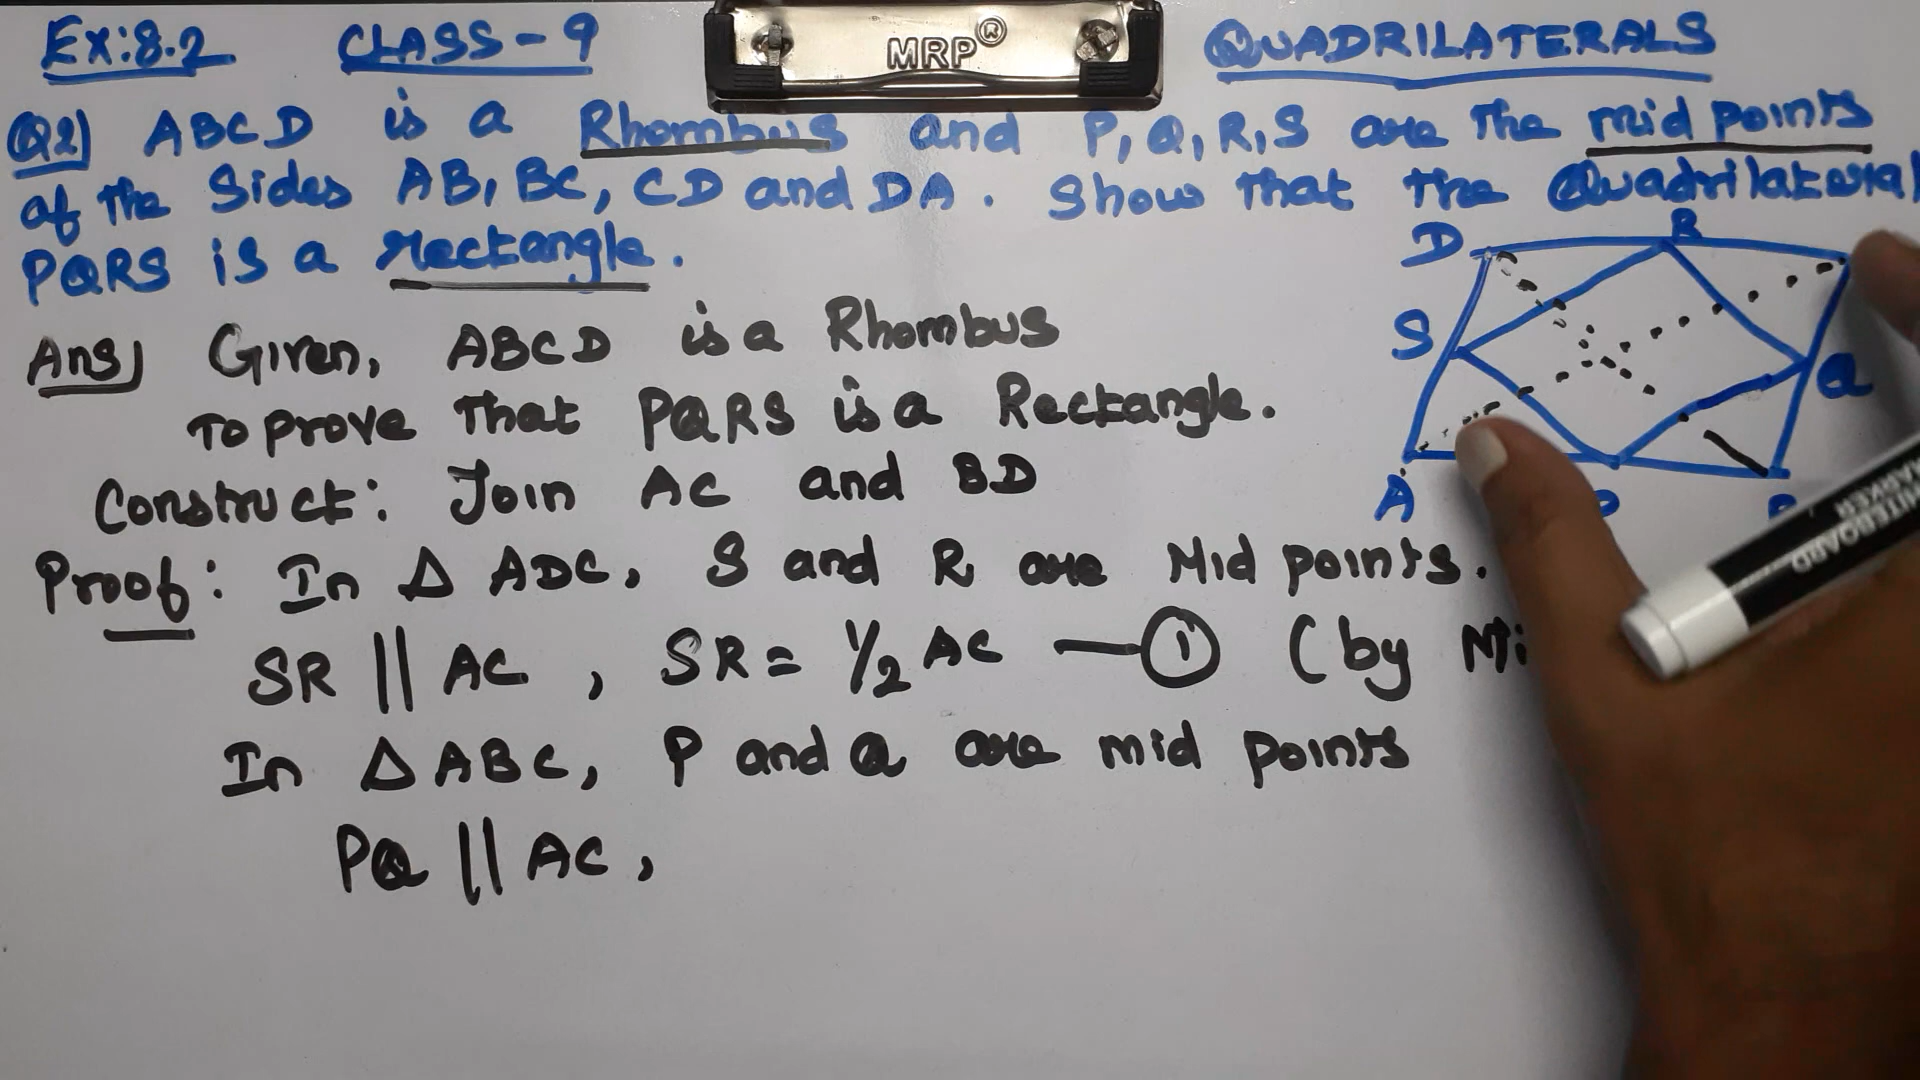 Ex:8.2 CLASS-9 MRP® QUADRILATERALS
Q2) ABCD is a Rhombus and P,Q,R,S are The mid points
of the Sides AB, BC, CD and DA. Show that the Quadrilateral
PQRS is a rectangle.
Ans) Given, ABCD is a Rhombus
To prove that PQRS is a Rectangle.
Construct: Join AC and BD
Proof: In Δ ADC, S and R are Mid points.
SR || AC, SR = 1/2 AC — ① (by
In Δ ABC, P and Q are mid points
PQ || AC,
D R
S Q
A
MARKER